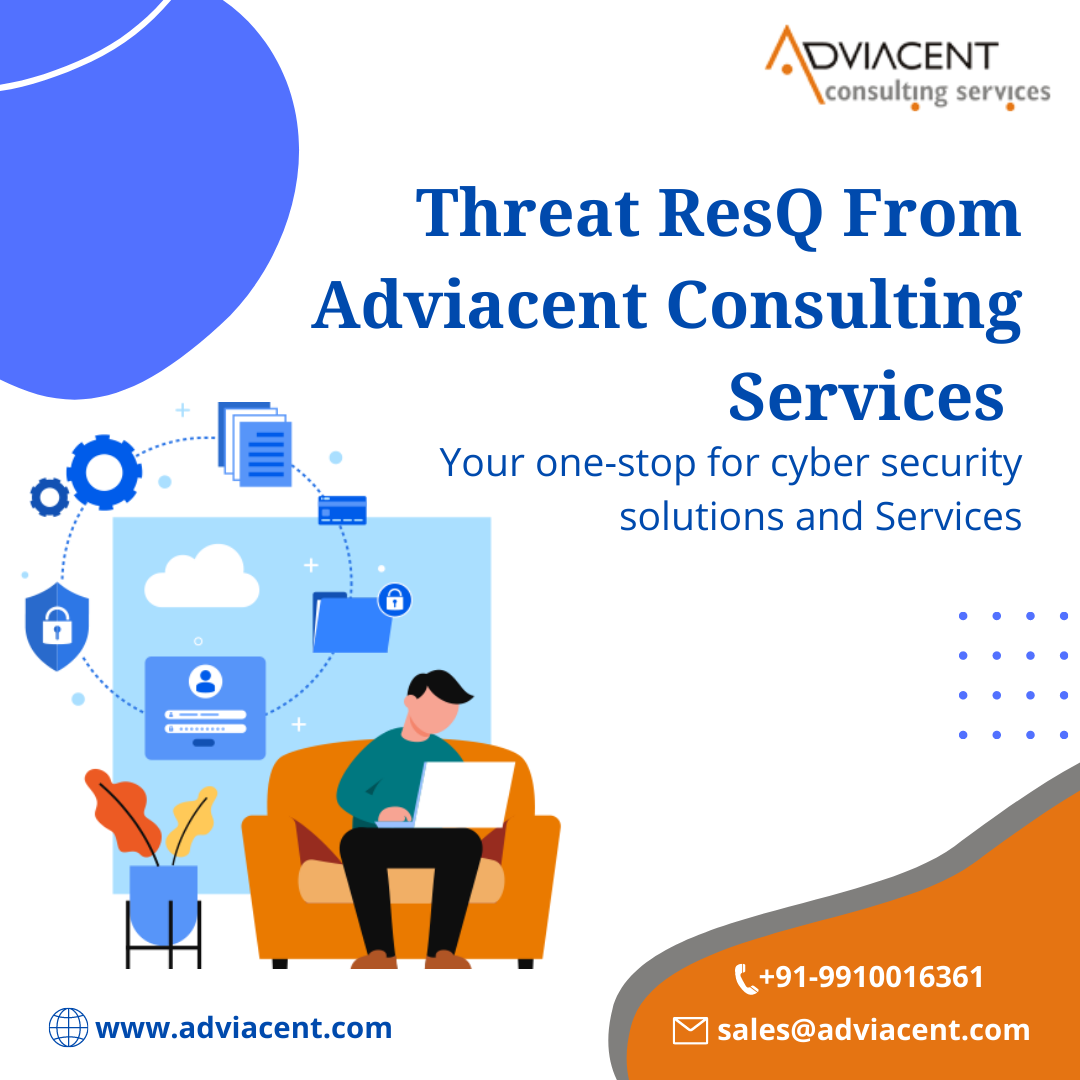 ADVIACENT
consulting services
Threat ResQ From
Adviacent Consulting
Services
Your one-stop for cyber security
solutions and Services
+91-9910016361
www.adviacent.com
sales@adviacent.com